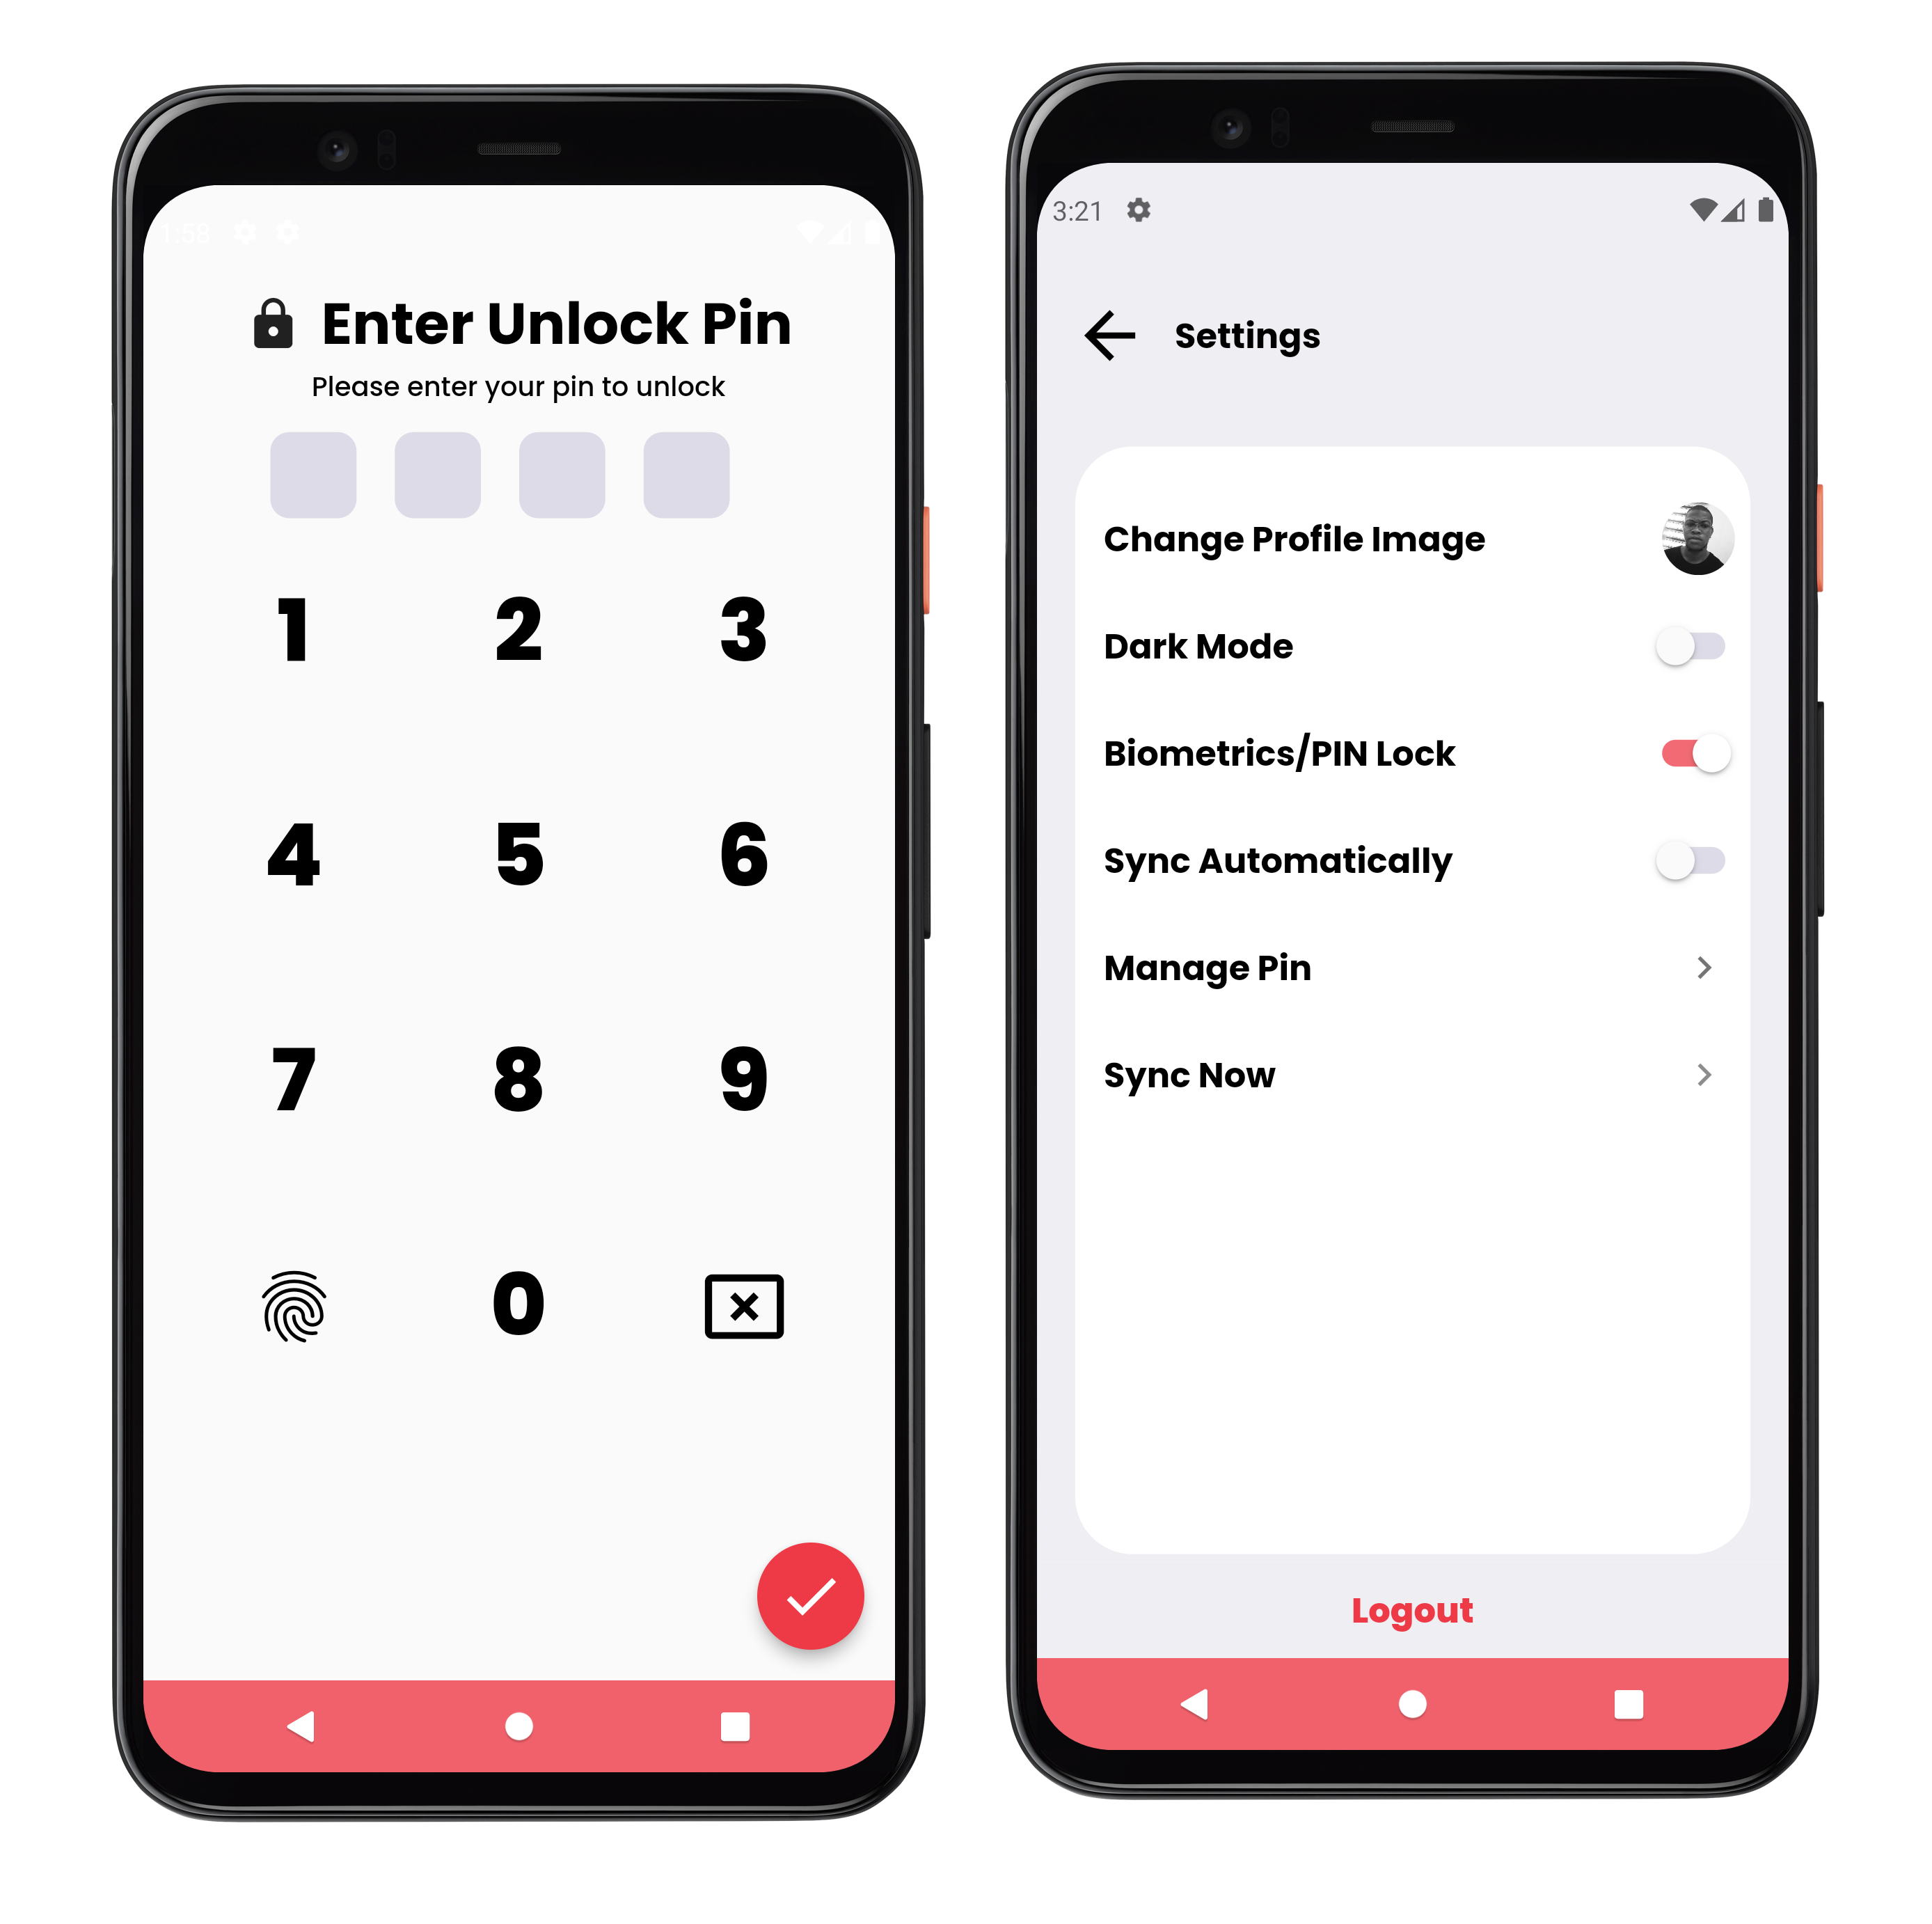 1:58
Enter Unlock Pin
Please enter your pin to unlock
1 2 3
4 5 6
7 8 9
0
3:21
Settings
Change Profile Image
Dark Mode
Biometrics/PIN Lock
Sync Automatically
Manage Pin
Sync Now
Logout